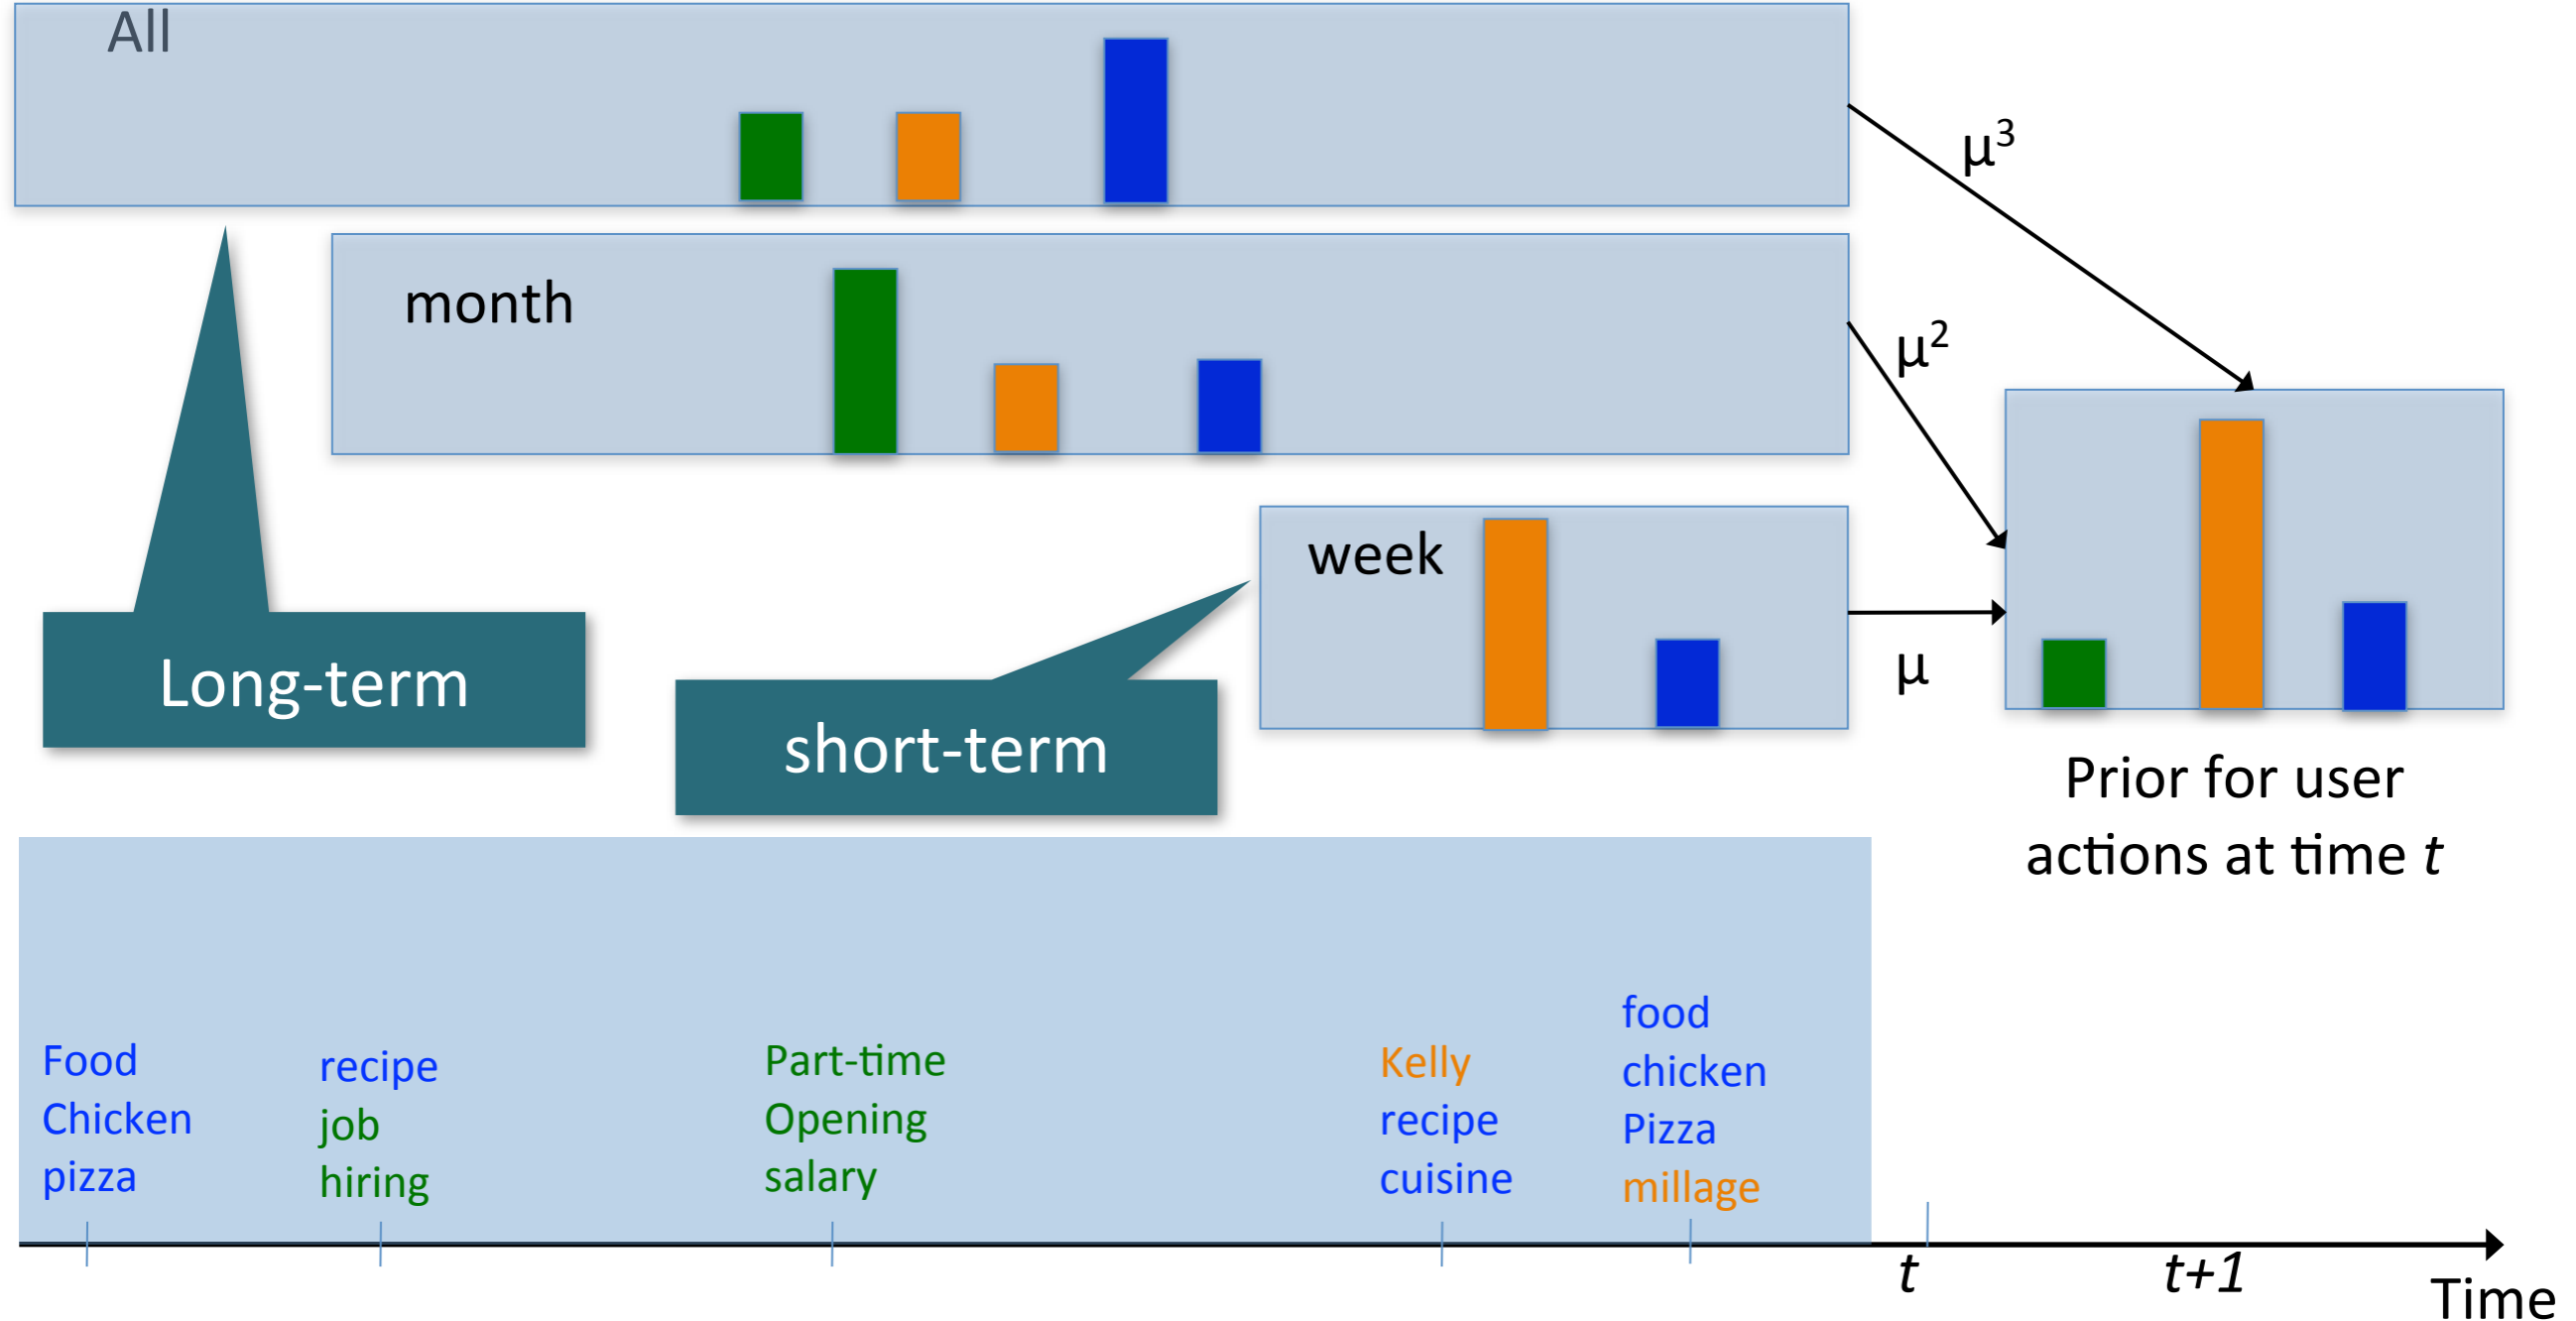 All
μ³
month
μ²
week
μ
Long-term
short-term
Prior for user
actions at time t
Food
Chicken
pizza
recipe
job
hiring
Part-time
Opening
salary
Kelly
recipe
cuisine
food
chicken
Pizza
millage
t
t+1
Time